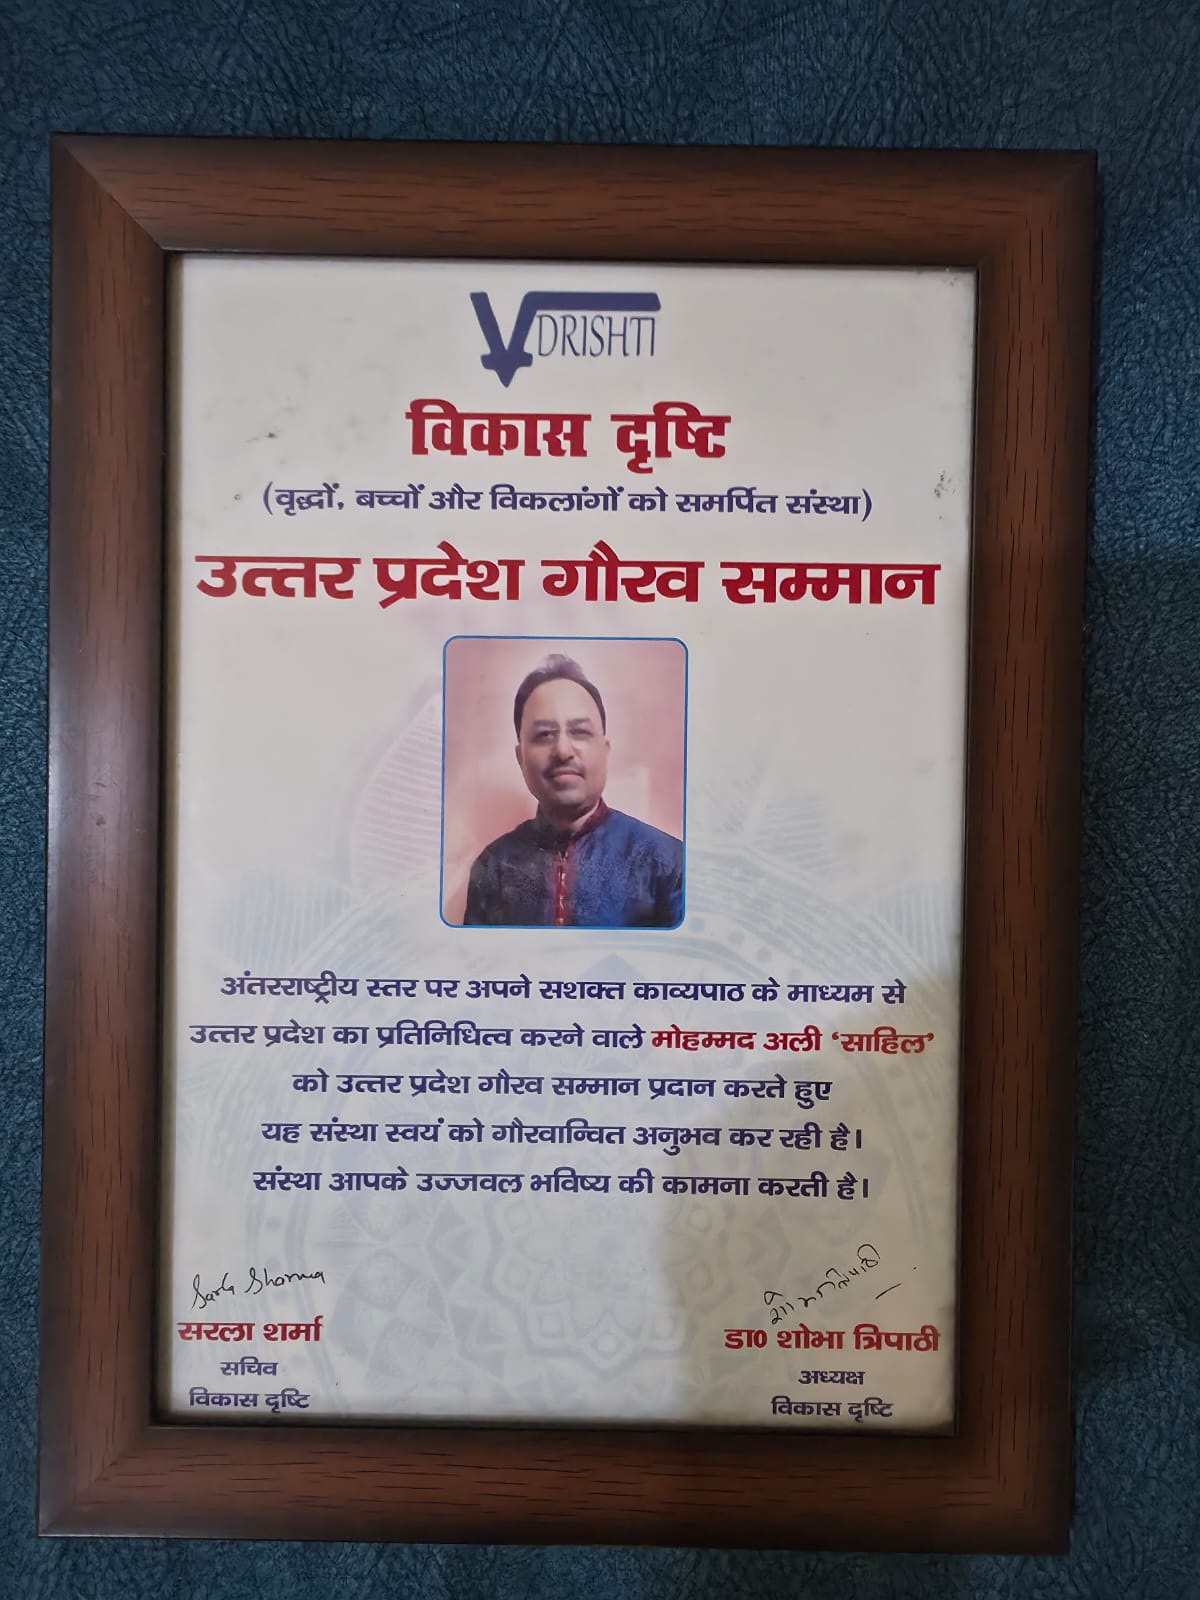 VDRISHTI
विकास दृष्टि
(वृद्धों, बच्चों और विकलांगों को समर्पित संस्था)
उत्तर प्रदेश गौरव सम्मान
अंतरराष्ट्रीय स्तर पर अपने सशक्त काव्यपाठ के माध्यम से
उत्तर प्रदेश का प्रतिनिधित्व करने वाले मोहम्मद अली ‘साहिल’
को उत्तर प्रदेश गौरव सम्मान प्रदान करते हुए
यह संस्था स्वयं को गौरवान्वित अनुभव कर रही है।
संस्था आपके उज्जवल भविष्य की कामना करती है।
Sarla Sharma
सरला शर्मा
सचिव
विकास दृष्टि
शोभा त्रिपाठी
डा० शोभा त्रिपाठी
अध्यक्ष
विकास दृष्टि